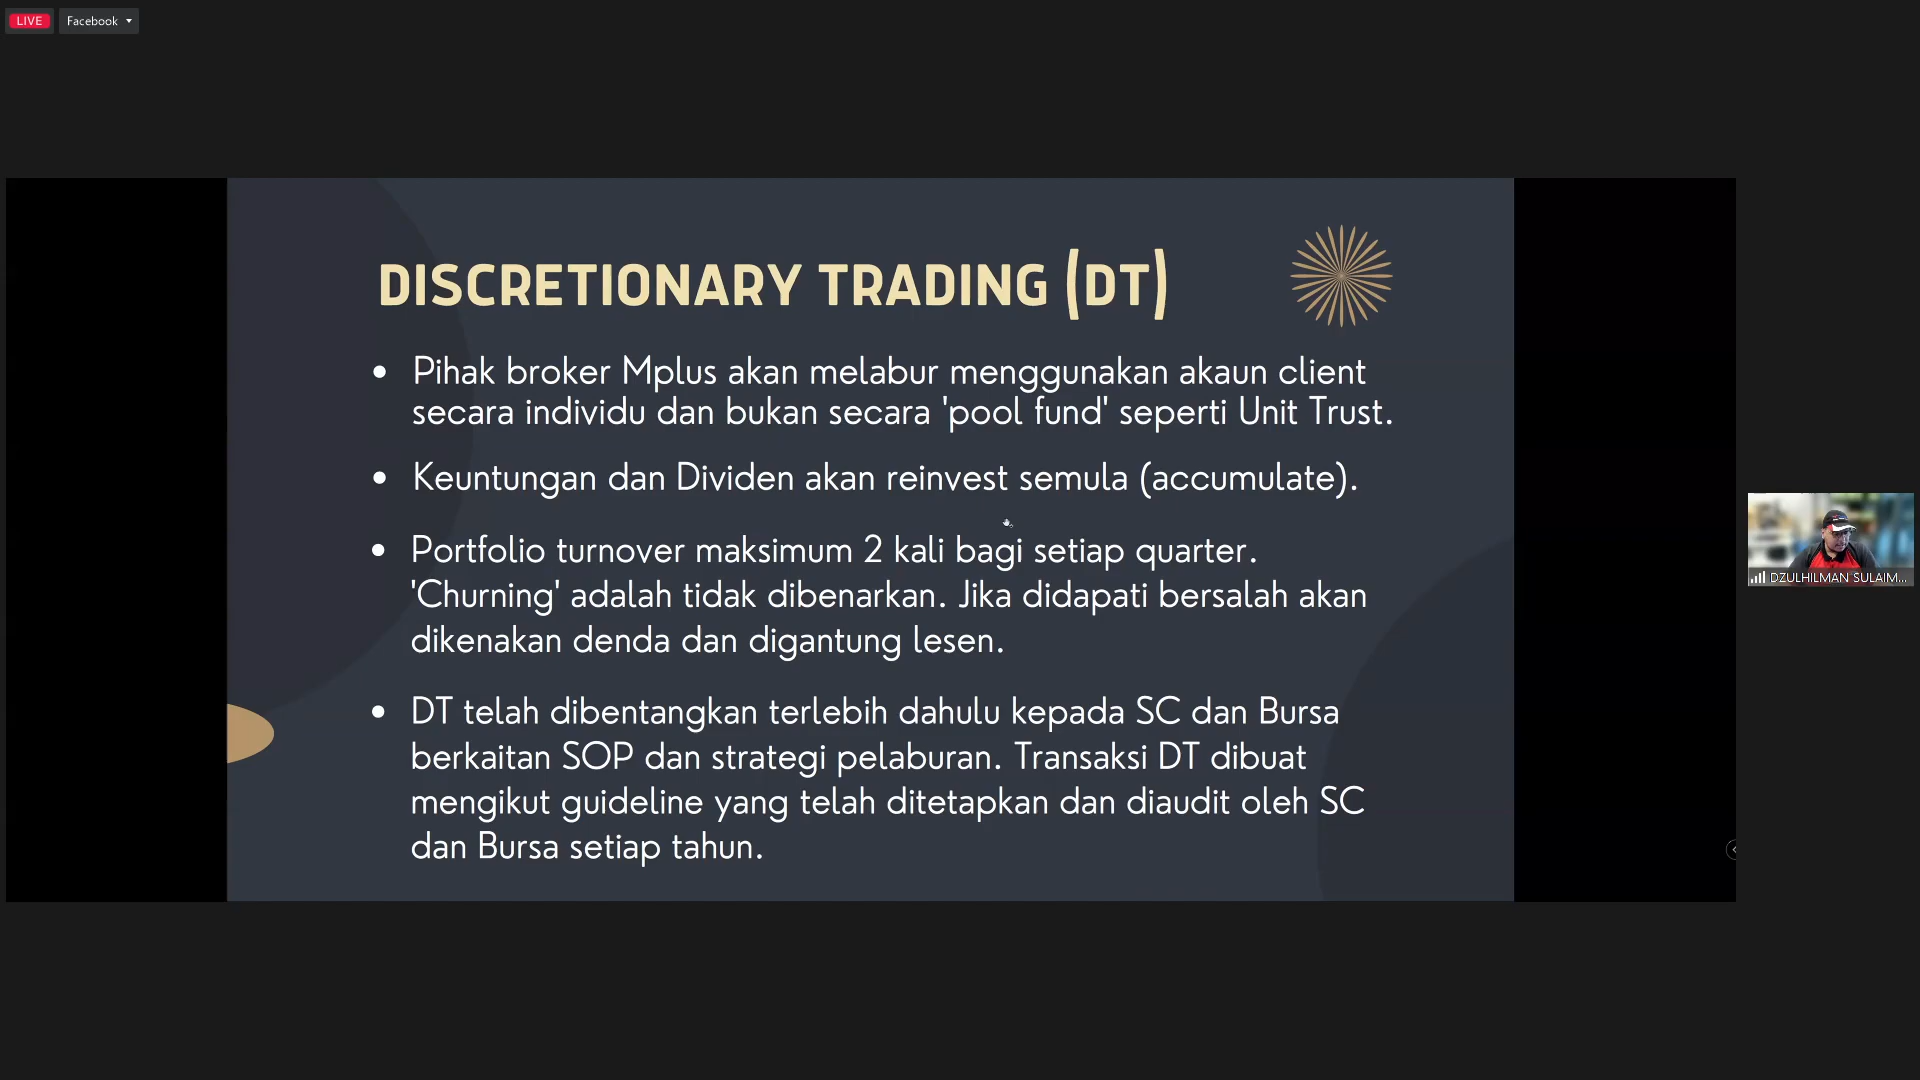 LIVE
Facebook
DISCRETIONARY TRADING (DT)
Pihak broker Mplus akan melabur menggunakan akaun client
secara individu dan bukan secara 'pool fund' seperti Unit Trust.
Keuntungan dan Dividen akan reinvest semula (accumulate).
Portfolio turnover maksimum 2 kali bagi setiap quarter.
'Churning' adalah tidak dibenarkan. Jika didapati bersalah akan
dikenakan denda dan digantung lesen.
DT telah dibentangkan terlebih dahulu kepada SC dan Bursa
berkaitan SOP dan strategi pelaburan. Transaksi DT dibuat
mengikut guideline yang telah ditetapkan dan diaudit oleh SC
dan Bursa setiap tahun.
DZULHILMAN SULAIM...